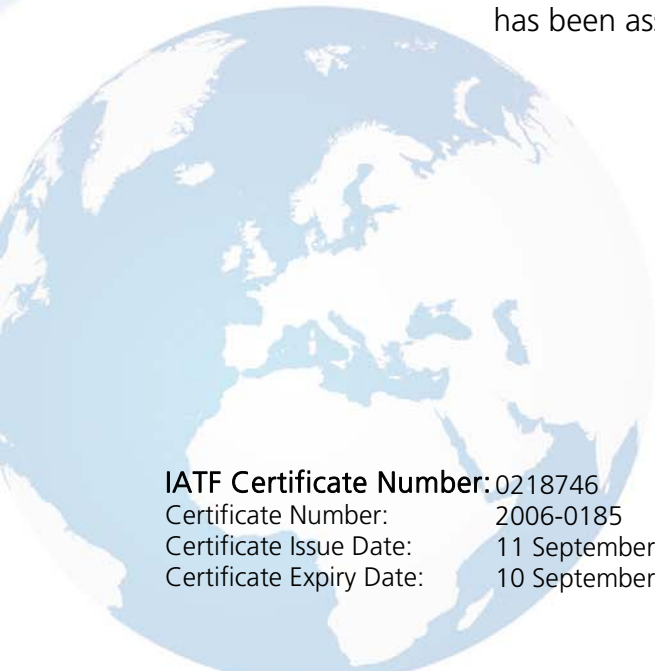 has been
IATF Certificate Number: 0218746
Certificate Number: 2006-0185
Certificate Issue Date: 11 September
Certificate Expiry Date: 10 September